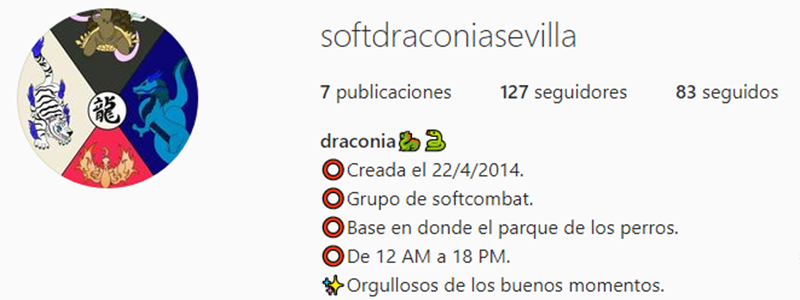 龍
softdraconiasevilla
7 publicaciones 127 seguidores 83 seguidos
draconia🐉🐍
⭕Creada el 22/4/2014.
⭕Grupo de softcombat.
⭕Base en donde el parque de los perros.
⭕De 12 AM a 18 PM.
✨Orgullosos de los buenos momentos.